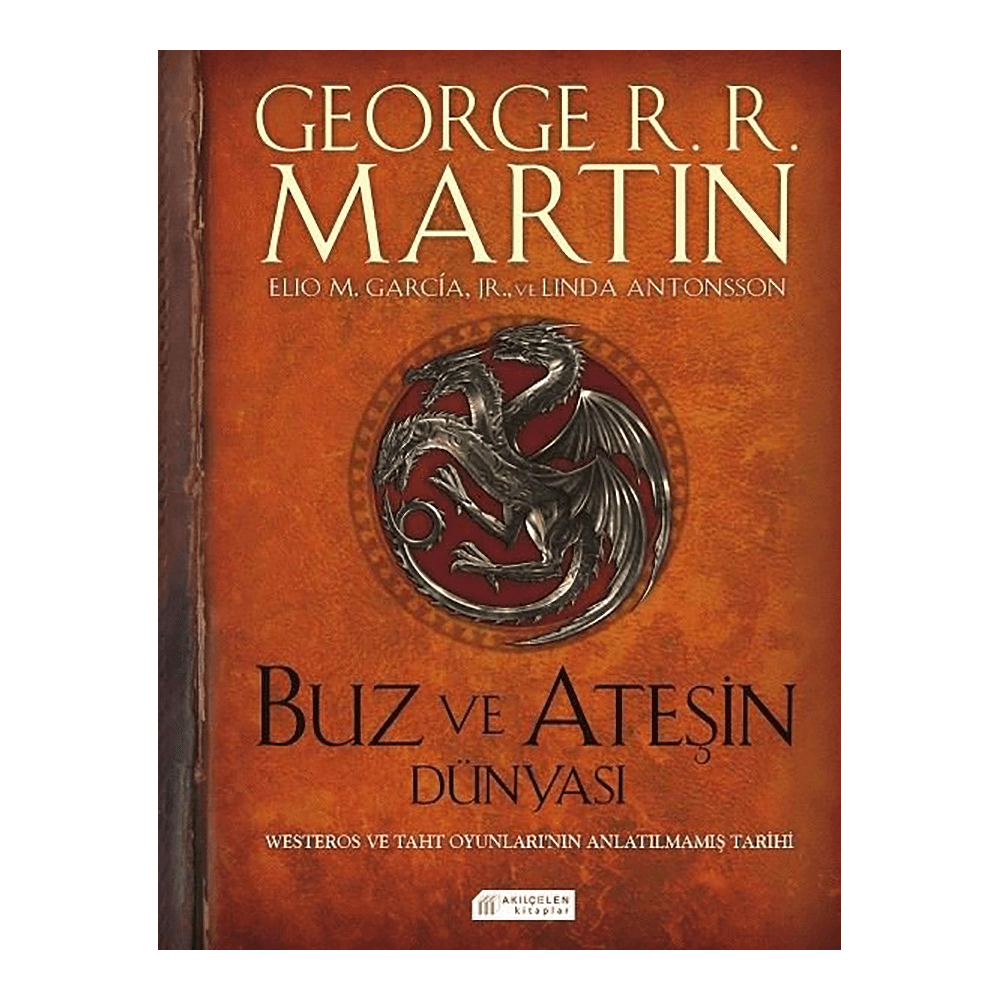 GEORGE R. R.
MARTIN
ELIO M. GARCÍA, JR., VE LINDA ANTONSSON
BUZ VE ATEŞİN
DÜNYASI
WESTEROS VE TAHT OYUNLARI'NIN ANLATILMAMIŞ TARİHİ
AKILÇELEN
kitaplar